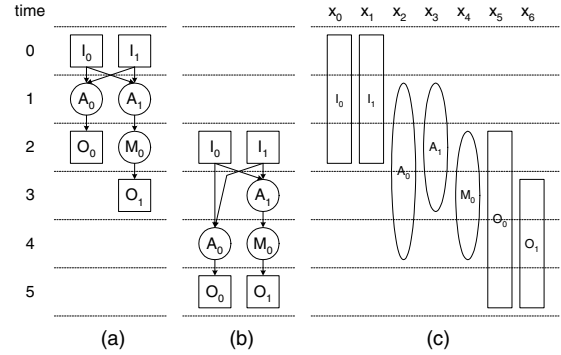 time x₀ x₁ x₂ x₃ x₄ x₅ x₆
0 I₀ I₁
1 A₀ A₁ I₀ I₁ A₁
2 O₀ M₀ I₀ I₁ A₀
3 O₁ A₁ M₀ O₀
4 A₀ M₀ O₁
5 O₀ O₁
(a) (b) (c)